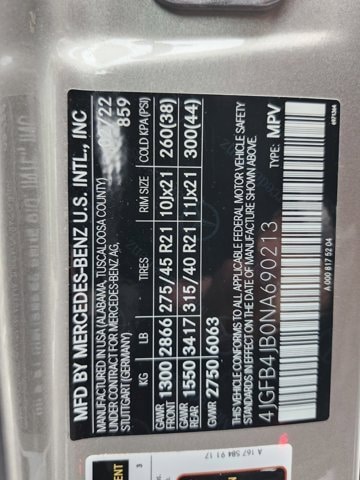 MFD BY MERCEDES-BENZ U.S. INTL., INC
MANUFACTURED IN USA (ALABAMA, TUSCALOOSA COUNTY)
UNDER CONTRACT FOR MERCEDES-BENZ AG,
STUTTGART (GERMANY)
/22
859
KG LB TIRES RIM SIZE COLD KPA (PSI)
GAWR FRONT 1300 2866 275/45 R21 10Jx21 260(38)
GAWR REAR 1550 3417 315/40 R21 11Jx21 300(44)
GVWR 2750 6063
THIS VEHICLE CONFORMS TO ALL APPLICABLE FEDERAL MOTOR VEHICLE SAFETY
STANDARDS IN EFFECT ON THE DATE OF MANUFACTURE SHOWN ABOVE.
4JGFB4JB0NA690213 TYPE: MPV
A 000 817 52 04
A 167 584 91 17